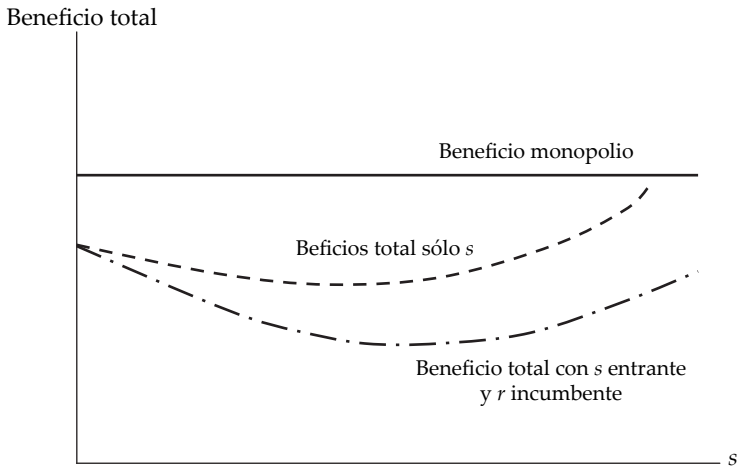 Beneficio total
Beneficio monopolio
Beficios total sólo s
Beneficio total con s entrante
y r incumbente
s